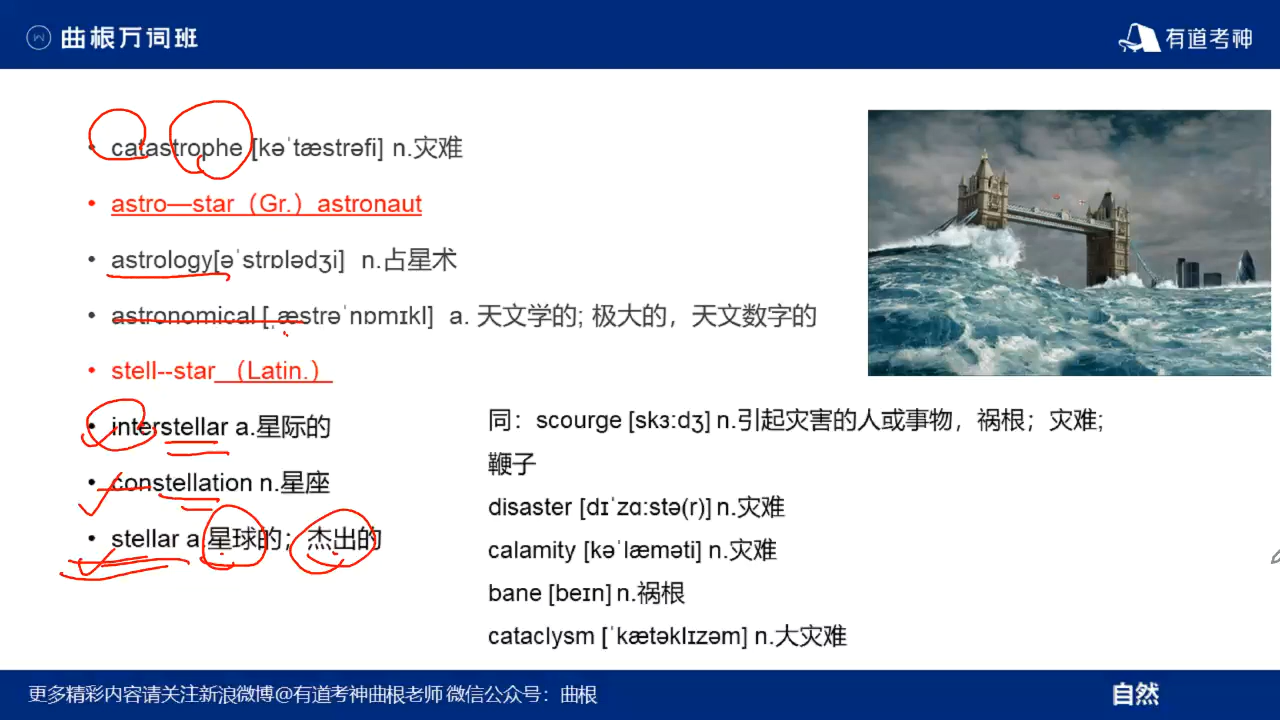 曲根万词班
有道考神
• catastrophe [kəˈtæstrəfi] n.灾难
• astro—star（Gr.）astronaut
• astrology[əˈstrɒlədʒi] n.占星术
• astronomical [ˌæstrəˈnɒmɪkl] a. 天文学的; 极大的，天文数字的
• stell--star （Latin.）
• interstellar a.星际的
• constellation n.星座
• stellar a.星球的；杰出的
同：scourge [skɜːdʒ] n.引起灾害的人或事物，祸根；灾难;
鞭子
disaster [dɪˈzɑːstə(r)] n.灾难
calamity [kəˈlæməti] n.灾难
bane [beɪn] n.祸根
cataclysm [ˈkætəklɪzəm] n.大灾难
更多精彩内容请关注新浪微博@有道考神曲根老师 微信公众号：曲根
自然